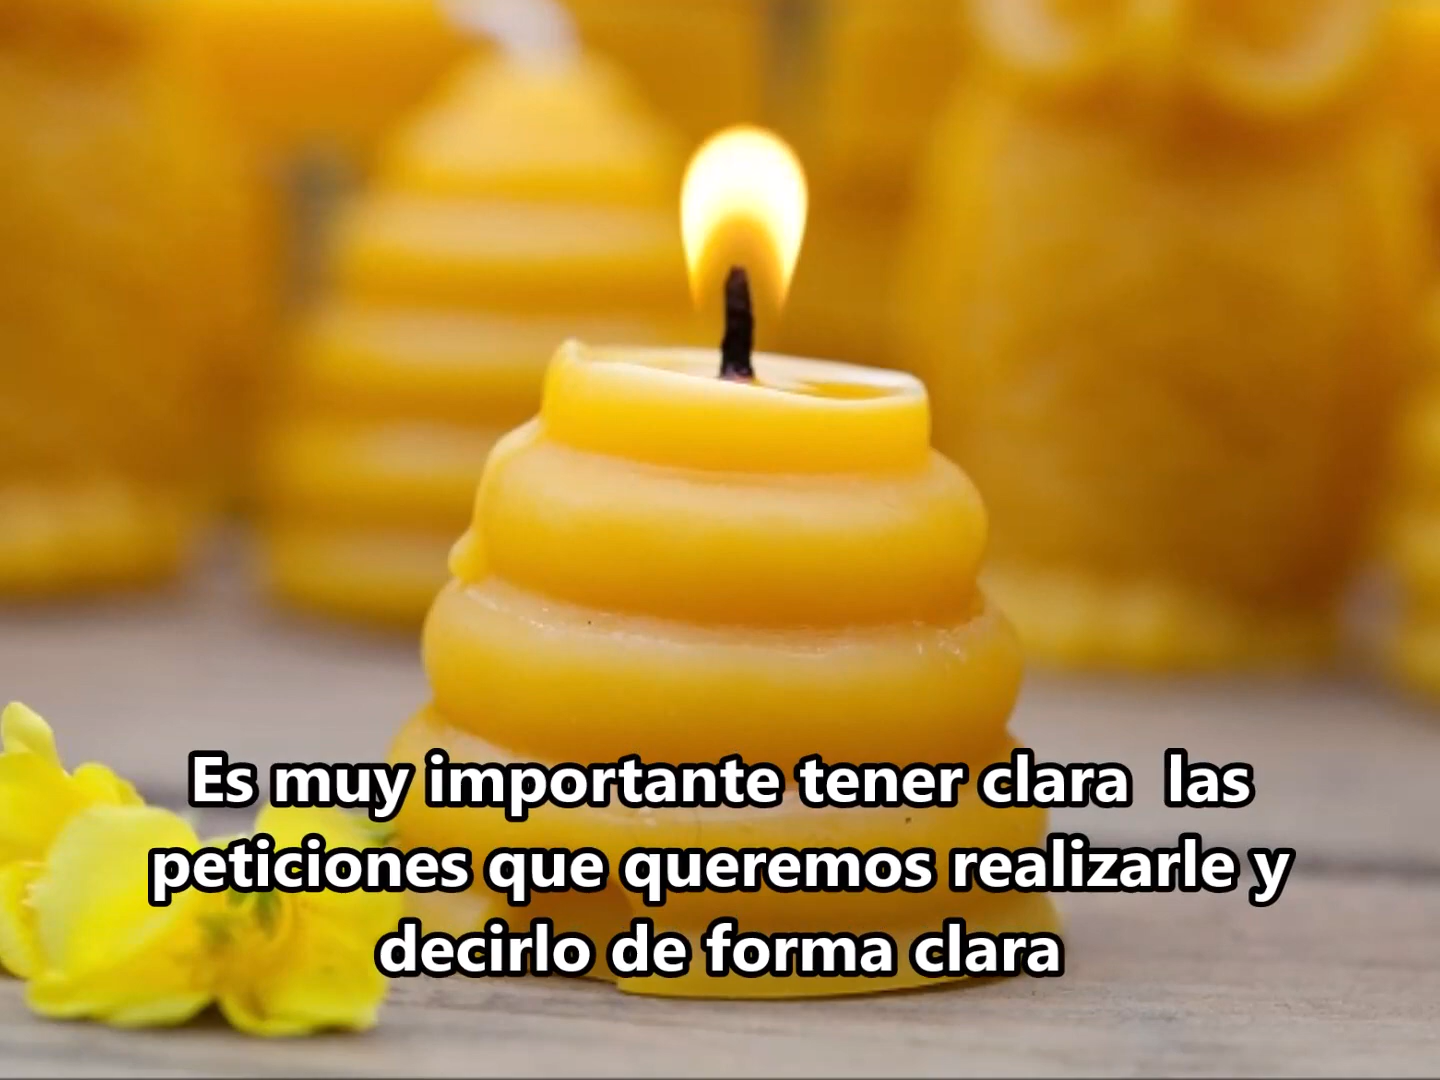 Es muy importante tener clara  las
peticiones que queremos realizarle y
decirlo de forma clara